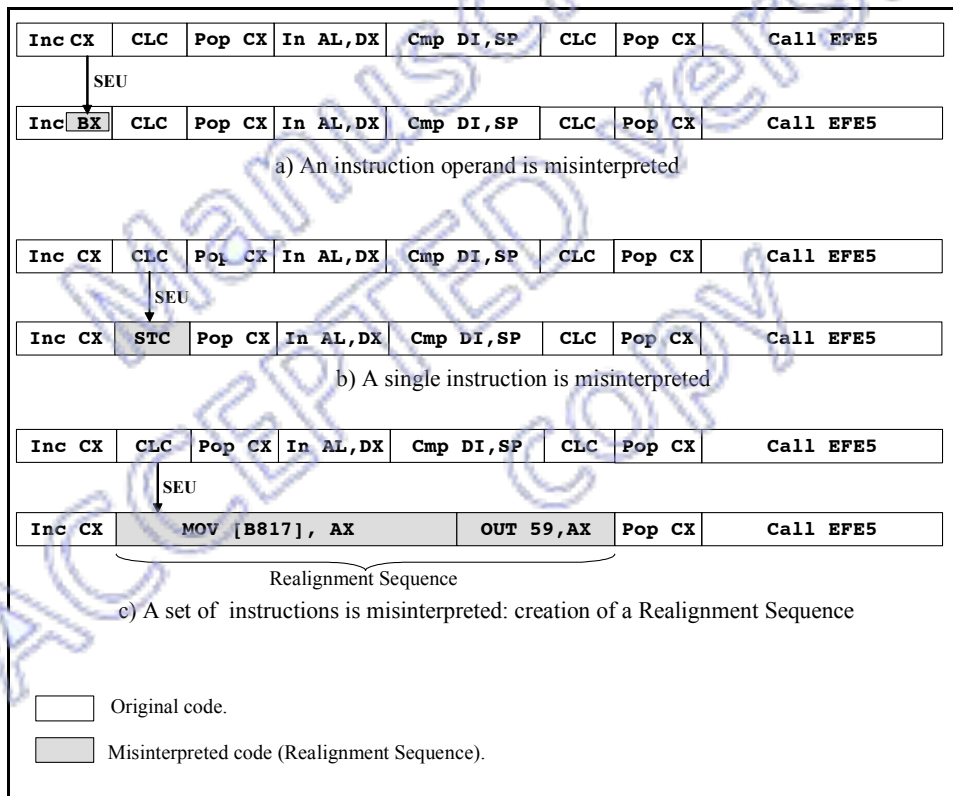 Inc CX CLC Pop CX In AL,DX Cmp DI,SP CLC Pop CX Call EFE5
SEU
Inc BX CLC Pop CX In AL,DX Cmp DI,SP CLC Pop CX Call EFE5
a) An instruction operand is misinterpreted
Inc CX CLC Pop CX In AL,DX Cmp DI,SP CLC Pop CX Call EFE5
SEU
Inc CX STC Pop CX In AL,DX Cmp DI,SP CLC Pop CX Call EFE5
b) A single instruction is misinterpreted
Inc CX CLC Pop CX In AL,DX Cmp DI,SP CLC Pop CX Call EFE5
SEU
Inc CX MOV [B817], AX OUT 59,AX Pop CX Call EFE5
Realignment Sequence
c) A set of instructions is misinterpreted: creation of a Realignment Sequence
Original code.
Misinterpreted code (Realignment Sequence).
ACCEPTED
copy